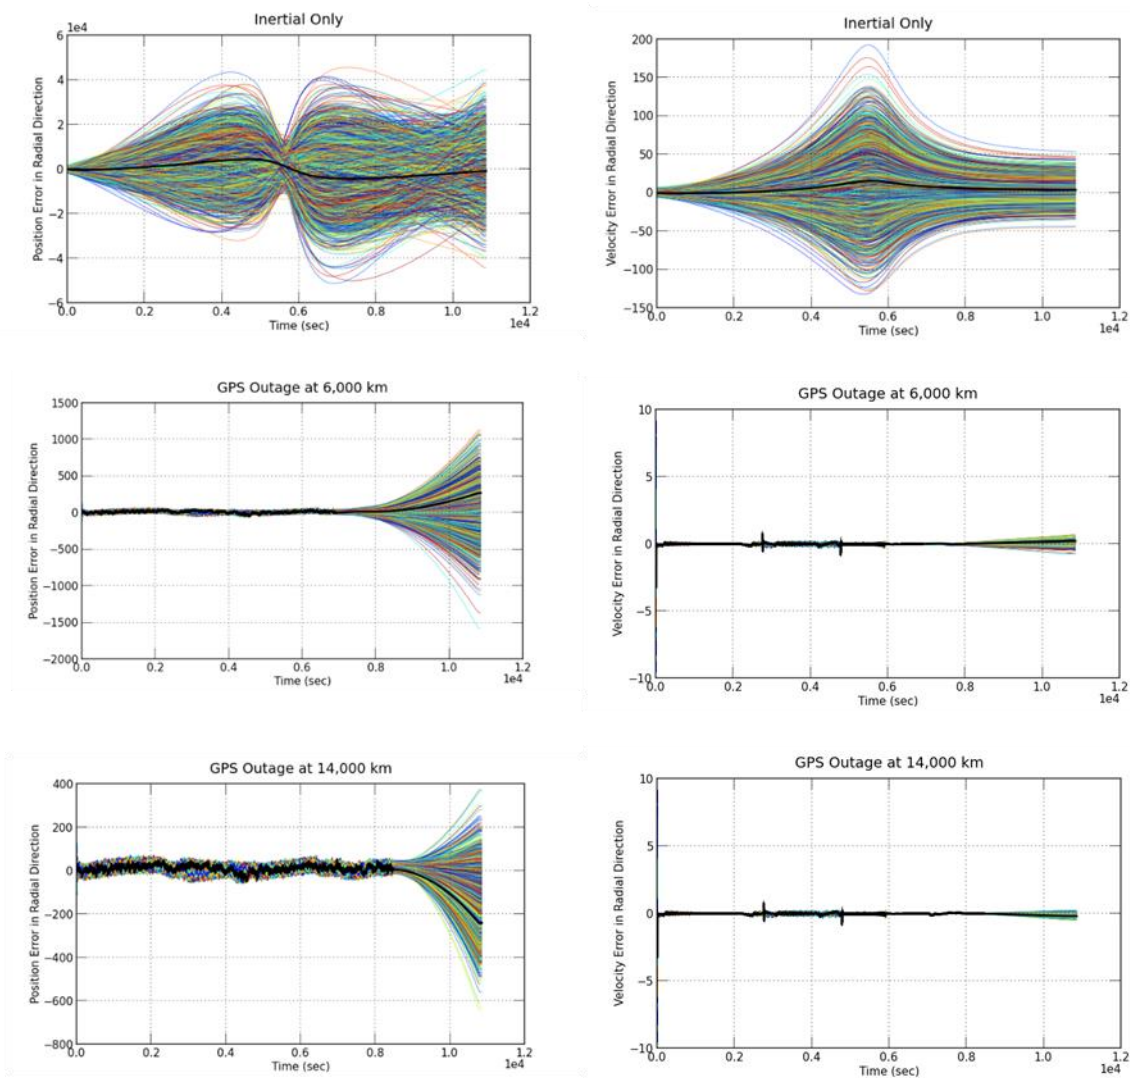 Inertial Only
1e4
Position Error in Radial Direction
6
4
2
0
−2
−4
−6
0.0 0.2 0.4 0.6 0.8 1.0 1.2
1e4
Time (sec)
Inertial Only
Velocity Error in Radial Direction
200
150
100
50
0
−50
−100
−150
0.0 0.2 0.4 0.6 0.8 1.0 1.2
1e4
Time (sec)
GPS Outage at 6,000 km
Position Error in Radial Direction
1500
1000
500
0
−500
−1000
−1500
−2000
0.0 0.2 0.4 0.6 0.8 1.0 1.2
1e4
Time (sec)
GPS Outage at 6,000 km
Velocity Error in Radial Direction
10
5
0
−5
−10
0.0 0.2 0.4 0.6 0.8 1.0 1.2
1e4
Time (sec)
GPS Outage at 14,000 km
Position Error in Radial Direction
400
200
0
−200
−400
−600
−800
0.0 0.2 0.4 0.6 0.8 1.0 1.2
1e4
Time (sec)
GPS Outage at 14,000 km
Velocity Error in Radial Direction
10
5
0
−5
−10
0.0 0.2 0.4 0.6 0.8 1.0 1.2
1e4
Time (sec)